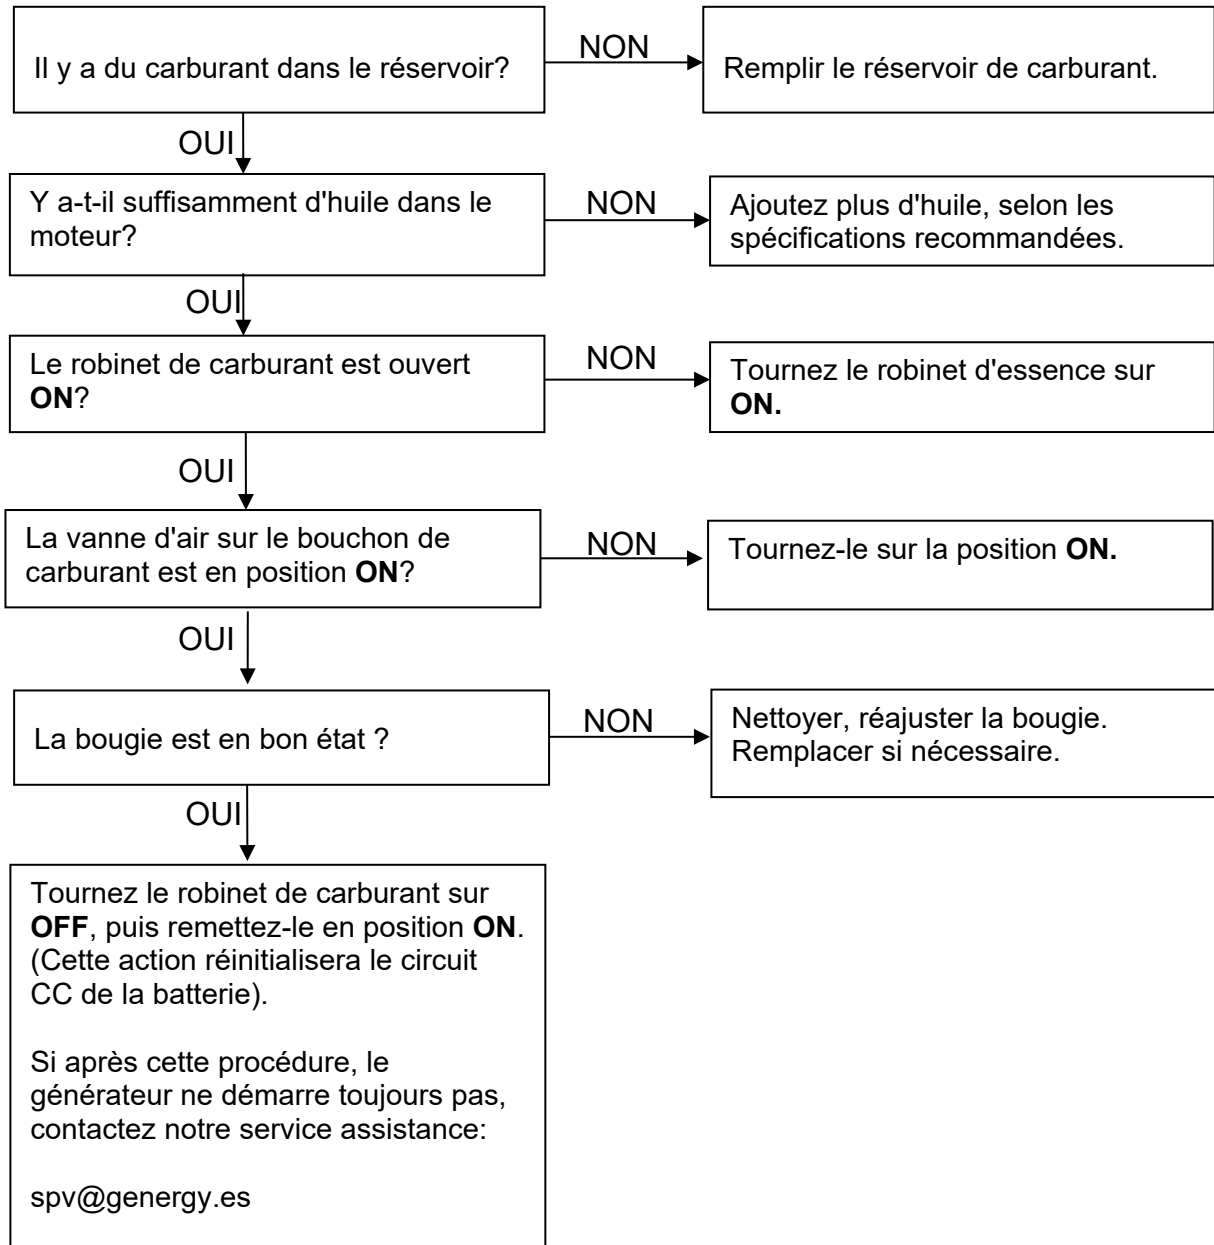 Il y a du carburant dans le réservoir?
NON
Remplir le réservoir de carburant.
OUI
Y a-t-il suffisamment d'huile dans le
moteur?
NON
Ajoutez plus d'huile, selon les
spécifications recommandées.
OUI
Le robinet de carburant est ouvert
ON?
NON
Tournez le robinet d'essence sur
ON.
OUI
La vanne d'air sur le bouchon de
carburant est en position ON?
NON
Tournez-le sur la position ON.
OUI
La bougie est en bon état ?
NON
Nettoyer, réajuster la bougie.
Remplacer si nécessaire.
OUI
Tournez le robinet de carburant sur
OFF, puis remettez-le en position ON.
(Cette action réinitialisera le circuit
CC de la batterie).
Si après cette procédure, le
générateur ne démarre toujours pas,
contactez notre service assistance:
spv@genergy.es